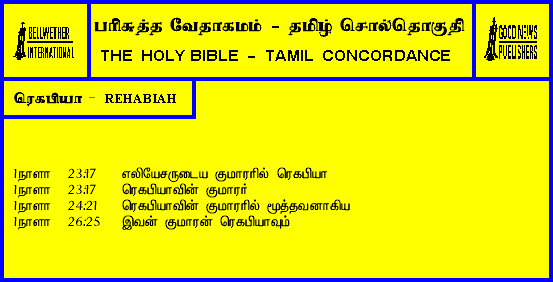 BELLWETHER
INTERNATIONAL
பரிசுத்த வேதாகமம் - தமிழ் சொல்தொகுதி
THE HOLY BIBLE - TAMIL CONCORDANCE
GOOD NEWS
PUBLISHERS
ரெகபியா - REHABIAH
1நாளா 23:17 எலியேசருடைய குமாரரில் ரெகபியா
1நாளா 23:17 ரெகபியாவின் குமாரர்
1நாளா 24:21 ரெகபியாவின் குமாரரில் மூத்தவனாகிய
1நாளா 26:25 இவன் குமாரன் ரெகபியாவும்